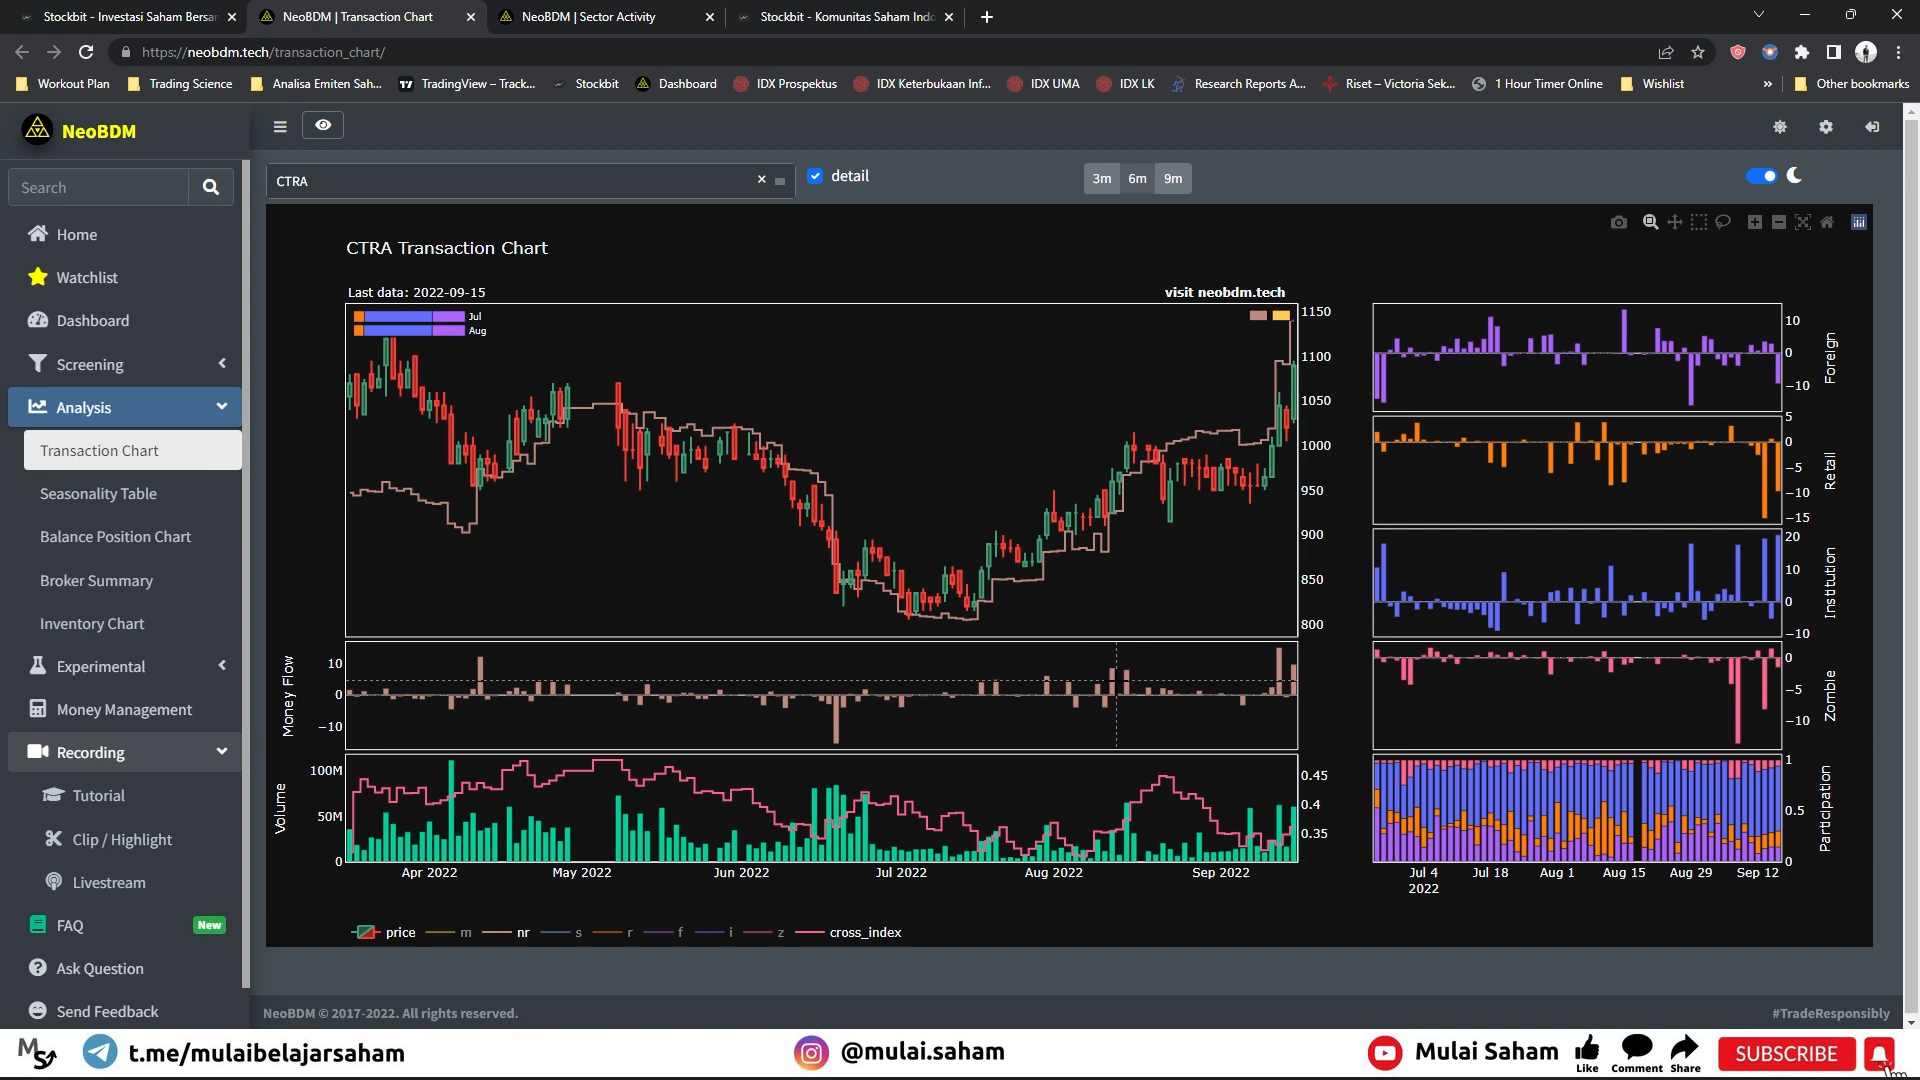 Stockbit - Investasi Saham Bersar
NeoBDM | Transaction Chart
NeoBDM | Sector Activity
Stockbit - Komunitas Saham Indo
https://neobdm.tech/transaction_chart/
Workout Plan
Trading Science
Analisa Emiten Sah...
TradingView – Track...
Stockbit
Dashboard
IDX Prospektus
IDX Keterbukaan Inf...
IDX UMA
IDX LK
Research Reports A...
Riset – Victoria Sek...
1 Hour Timer Online
Wishlist
»
Other bookmarks
NeoBDM
Search
Home
Watchlist
Dashboard
Screening
Analysis
Transaction Chart
Seasonality Table
Balance Position Chart
Broker Summary
Inventory Chart
Experimental
Money Management
Recording
Tutorial
Clip / Highlight
Livestream
FAQ
New
Ask Question
Send Feedback
CTRA
detail
3m 6m 9m
CTRA Transaction Chart
Last data: 2022-09-15
visit neobdm.tech
Jul
Aug
1150
1100
1050
1000
950
900
850
800
Money Flow
10
0
−10
Volume
100M
50M
0
0.45
0.4
0.35
Apr 2022
May 2022
Jun 2022
Jul 2022
Aug 2022
Sep 2022
price
m
nr
s
r
f
i
z
cross_index
10
0
−10
Foreign
5
0
−5
−10
−15
Retail
20
10
0
−10
Institution
0
−5
−10
Zombie
1
0.5
0
Participation
Jul 4
2022
Jul 18
Aug 1
Aug 15
Aug 29
Sep 12
NeoBDM © 2017-2022. All rights reserved.
#TradeResponsibly
MS
t.me/mulaibelajarsaham
@mulai.saham
Mulai Saham
Like
Comment
Share
SUBSCRIBE